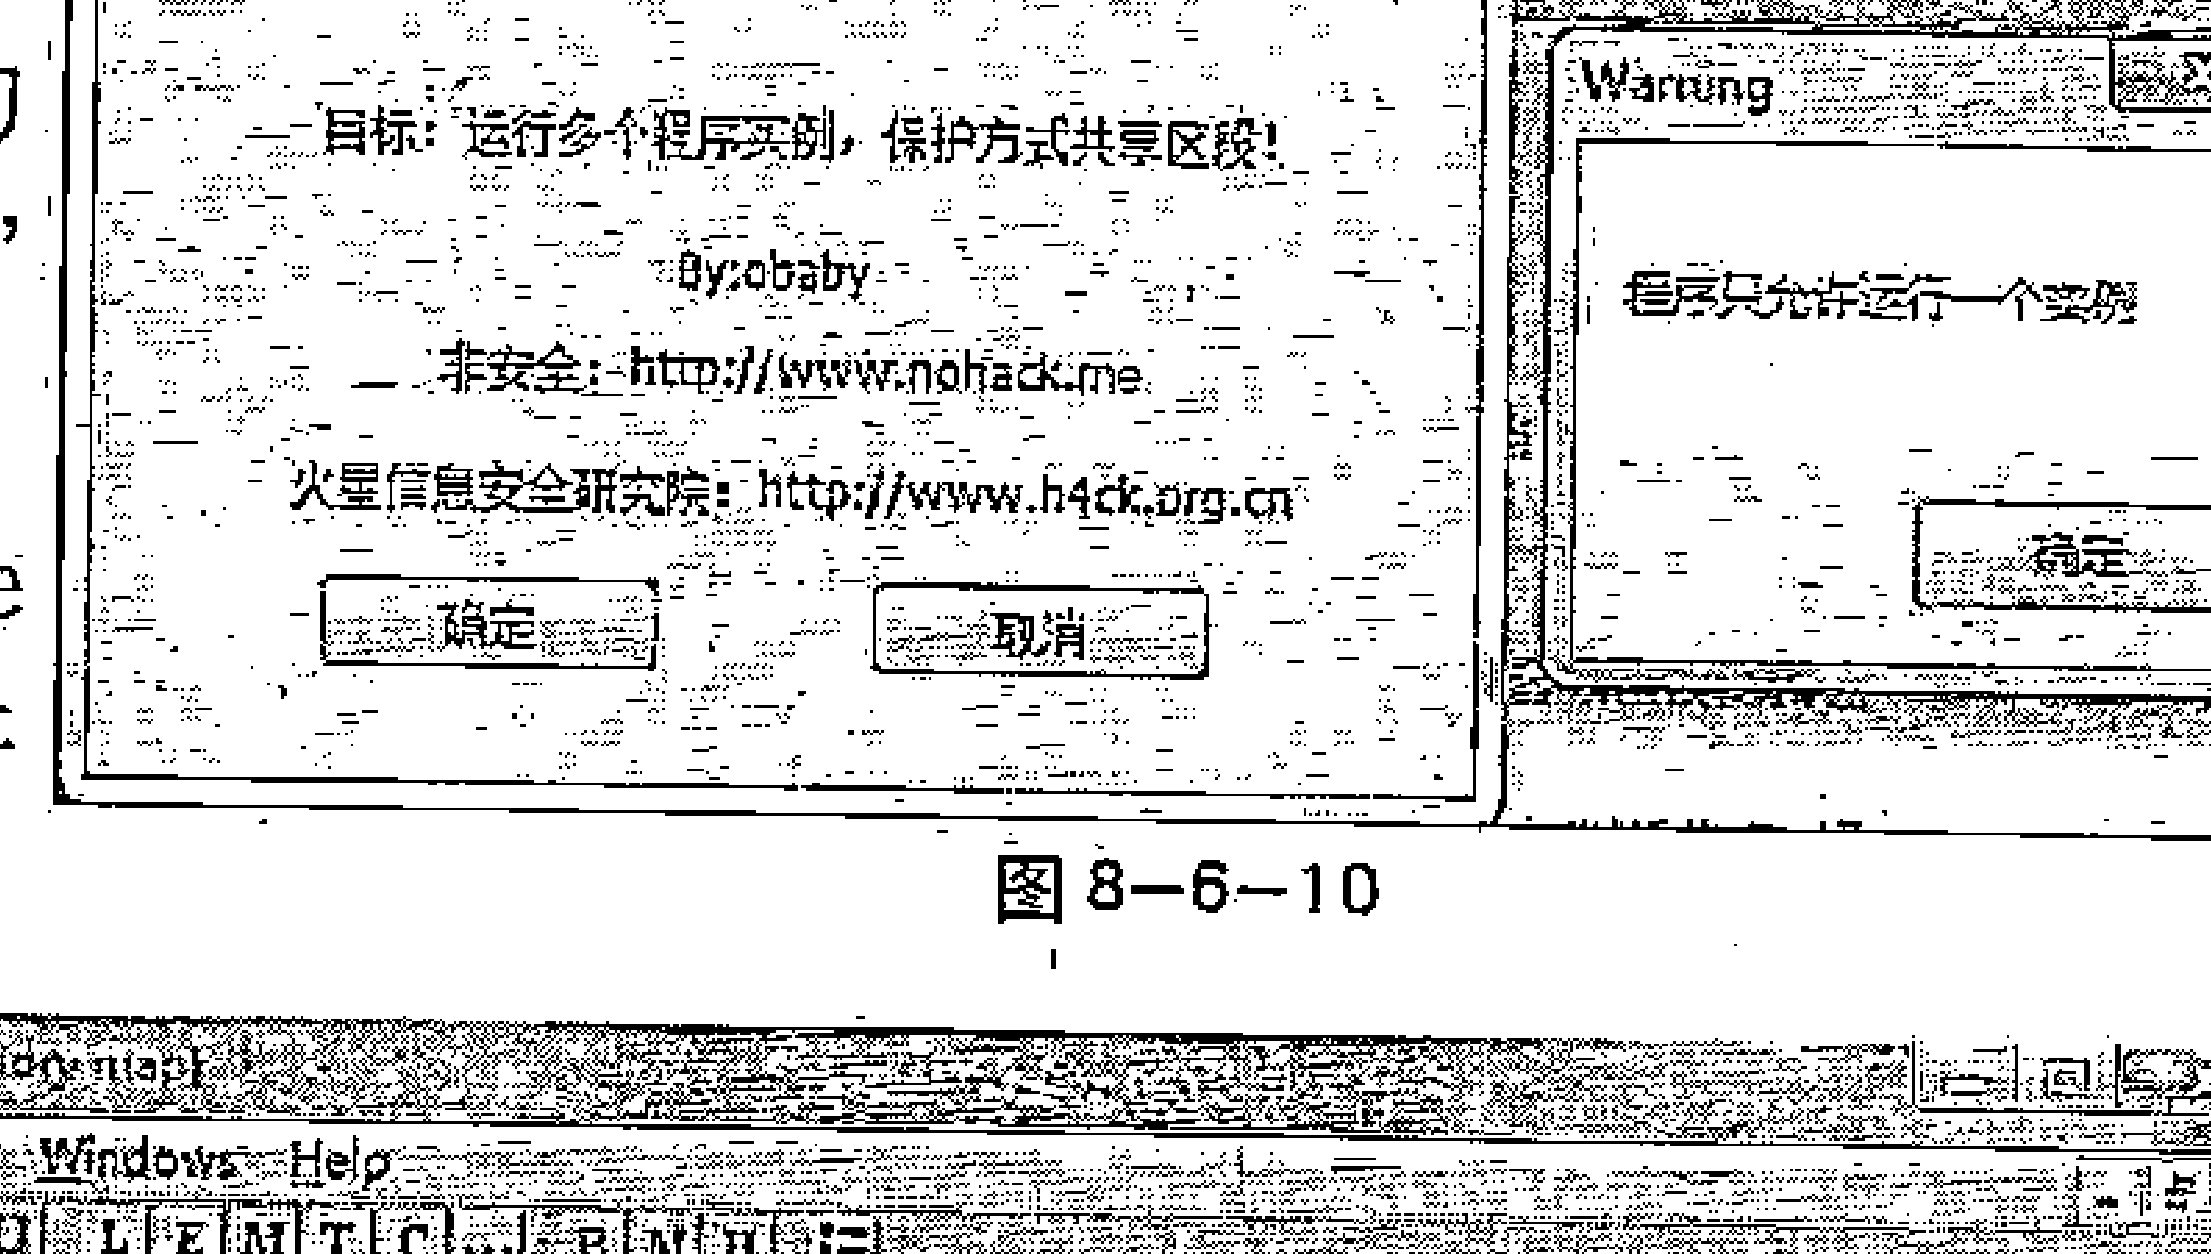 目标：运行多个程序实例，保护方式共享区段！
By:obaby
非安全：http://www.nohack.me
火星信息安全研究院：http://www.h4ck.org.cn
确定
取消
Warning
程序只允许运行一个实例
确定
图 8-6-10
Windows Help
L E M T C